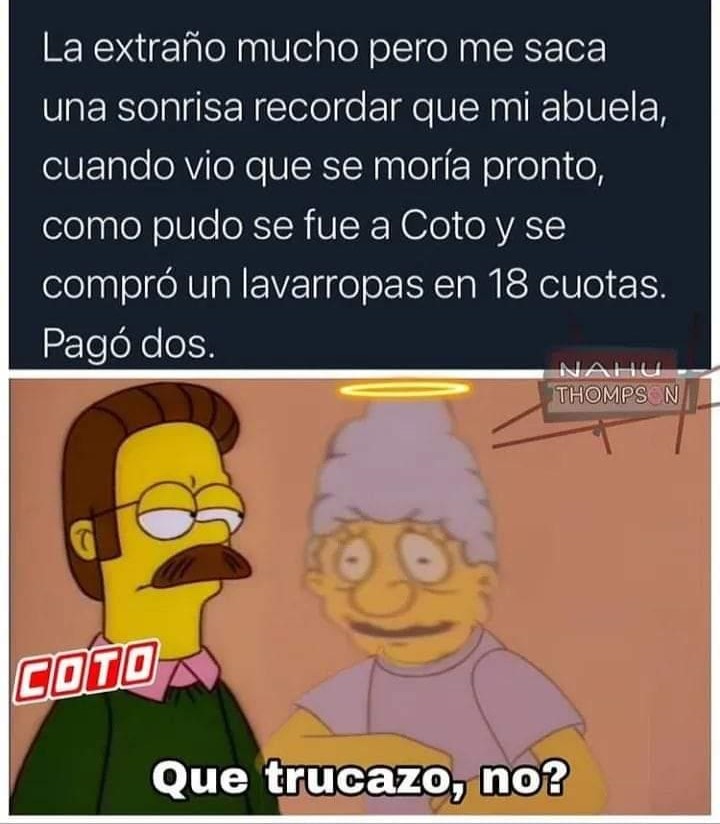 La extraño mucho pero me saca
una sonrisa recordar que mi abuela,
cuando vio que se moría pronto,
como pudo se fue a Coto y se
compró un lavarropas en 18 cuotas.
Pagó dos.
NAHU
THOMPSON
COTO
Que trucazo, no?